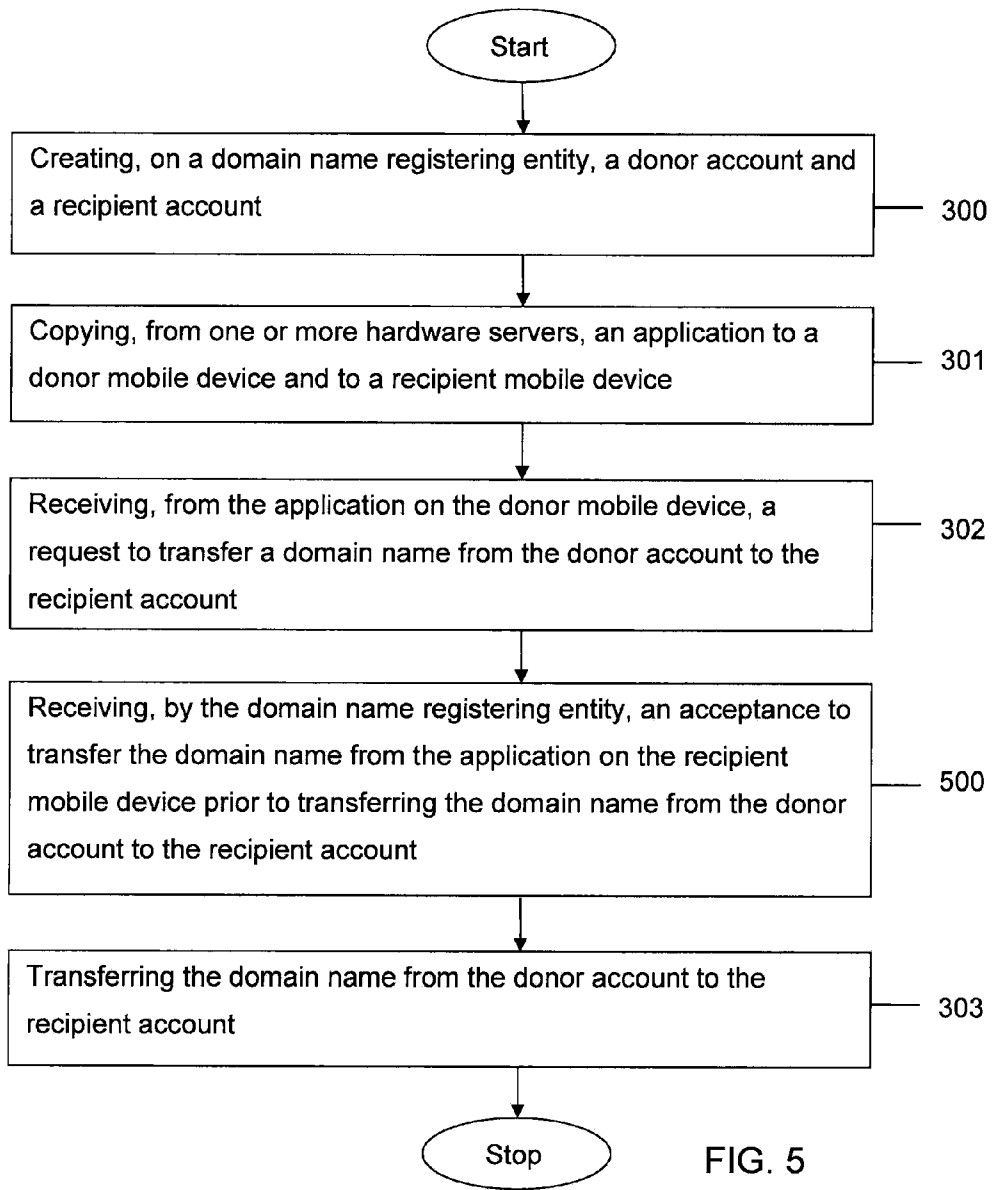 Start
Creating, on a domain name registering entity, a donor account and
a recipient account
300
Copying, from one or more hardware servers, an application to a
donor mobile device and to a recipient mobile device
301
Receiving, from the application on the donor mobile device, a
request to transfer a domain name from the donor account to the
recipient account
302
Receiving, by the domain name registering entity, an acceptance to
transfer the domain name from the application on the recipient
mobile device prior to transferring the domain name from the donor
account to the recipient account
500
Transferring the domain name from the donor account to the
recipient account
303
Stop
FIG. 5